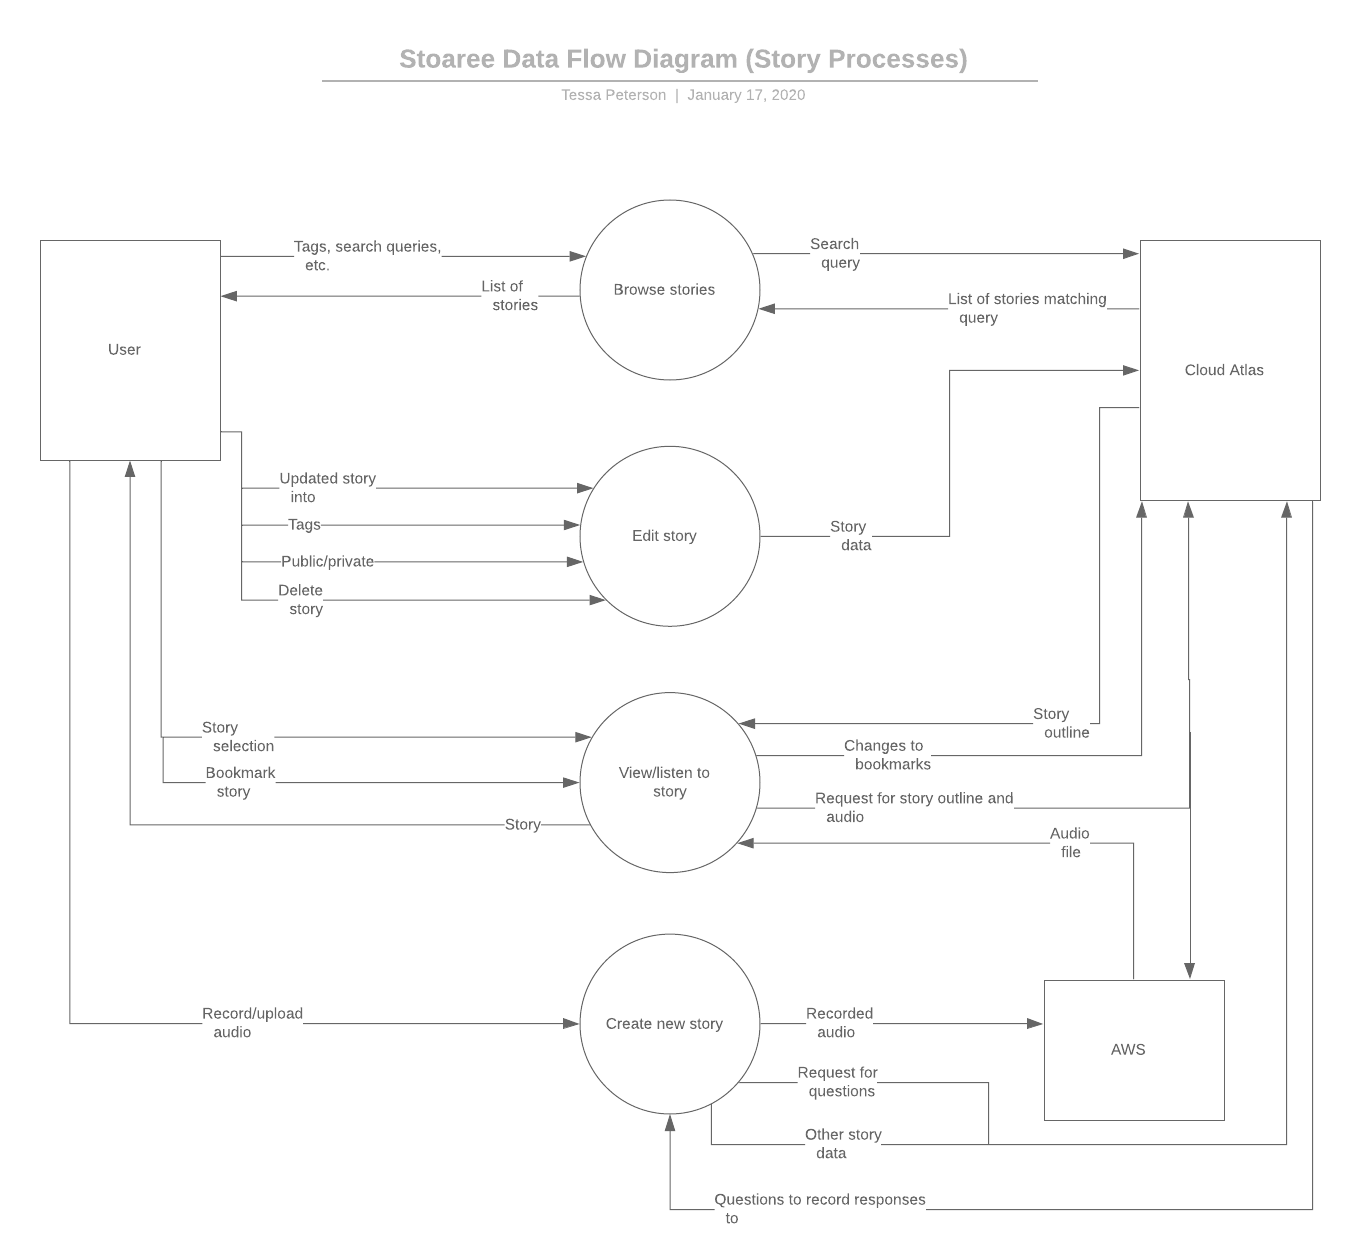 Stoaree Data Flow Diagram (Story Processes)
Tessa Peterson | January 17, 2020
Tags, search queries,
etc.
List of
stories
Browse stories
Search
query
List of stories matching
query
User
Cloud Atlas
Updated story
into
Tags
Public/private
Delete
story
Edit story
Story
data
Story
selection
Bookmark
story
Story
View/listen to
story
Story
outline
Changes to
bookmarks
Request for story outline and
audio
Audio
file
Record/upload
audio
Create new story
Recorded
audio
AWS
Request for
questions
Other story
data
Questions to record responses
to